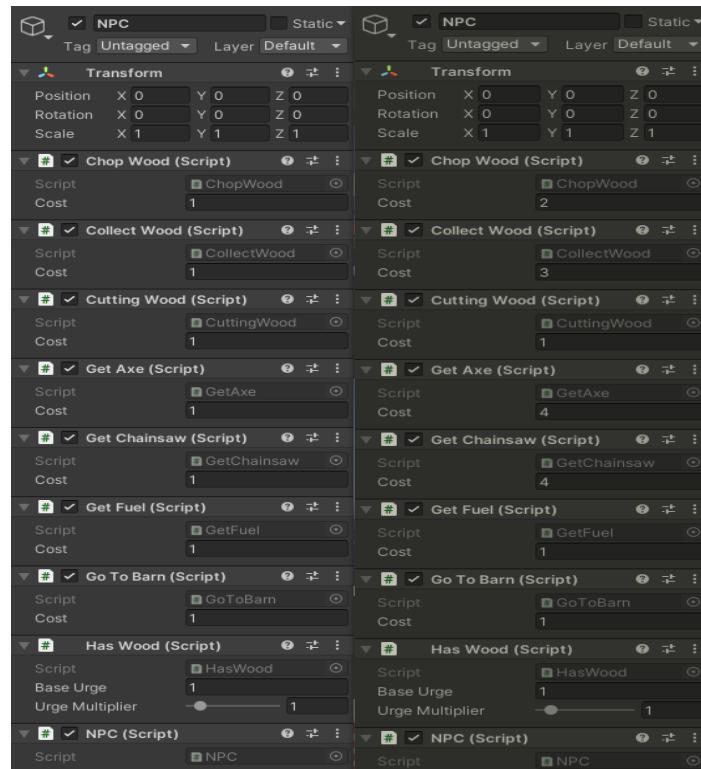 NPC Static
Tag Untagged Layer Default
Transform
Position X 0 Y 0 Z 0
Rotation X 0 Y 0 Z 0
Scale X 1 Y 1 Z 1
# Chop Wood (Script)
Script ChopWood
Cost 1
# Collect Wood (Script)
Script CollectWood
Cost 1
# Cutting Wood (Script)
Script CuttingWood
Cost 1
# Get Axe (Script)
Script GetAxe
Cost 1
# Get Chainsaw (Script)
Script GetChainsaw
Cost 1
# Get Fuel (Script)
Script GetFuel
Cost 1
# Go To Barn (Script)
Script GoToBarn
Cost 1
# Has Wood (Script)
Script HasWood
Base Urge 1
Urge Multiplier 1
# NPC (Script)
Script NPC
NPC Static
Tag Untagged Layer Default
Transform
Position X 0 Y 0 Z 0
Rotation X 0 Y 0 Z 0
Scale X 1 Y 1 Z 1
# Chop Wood (Script)
Script ChopWood
Cost 2
# Collect Wood (Script)
Script CollectWood
Cost 3
# Cutting Wood (Script)
Script CuttingWood
Cost 1
# Get Axe (Script)
Script GetAxe
Cost 4
# Get Chainsaw (Script)
Script GetChainsaw
Cost 4
# Get Fuel (Script)
Script GetFuel
Cost 1
# Go To Barn (Script)
Script GoToBarn
Cost 1
# Has Wood (Script)
Script HasWood
Base Urge 1
Urge Multiplier 1
# NPC (Script)
Script NPC